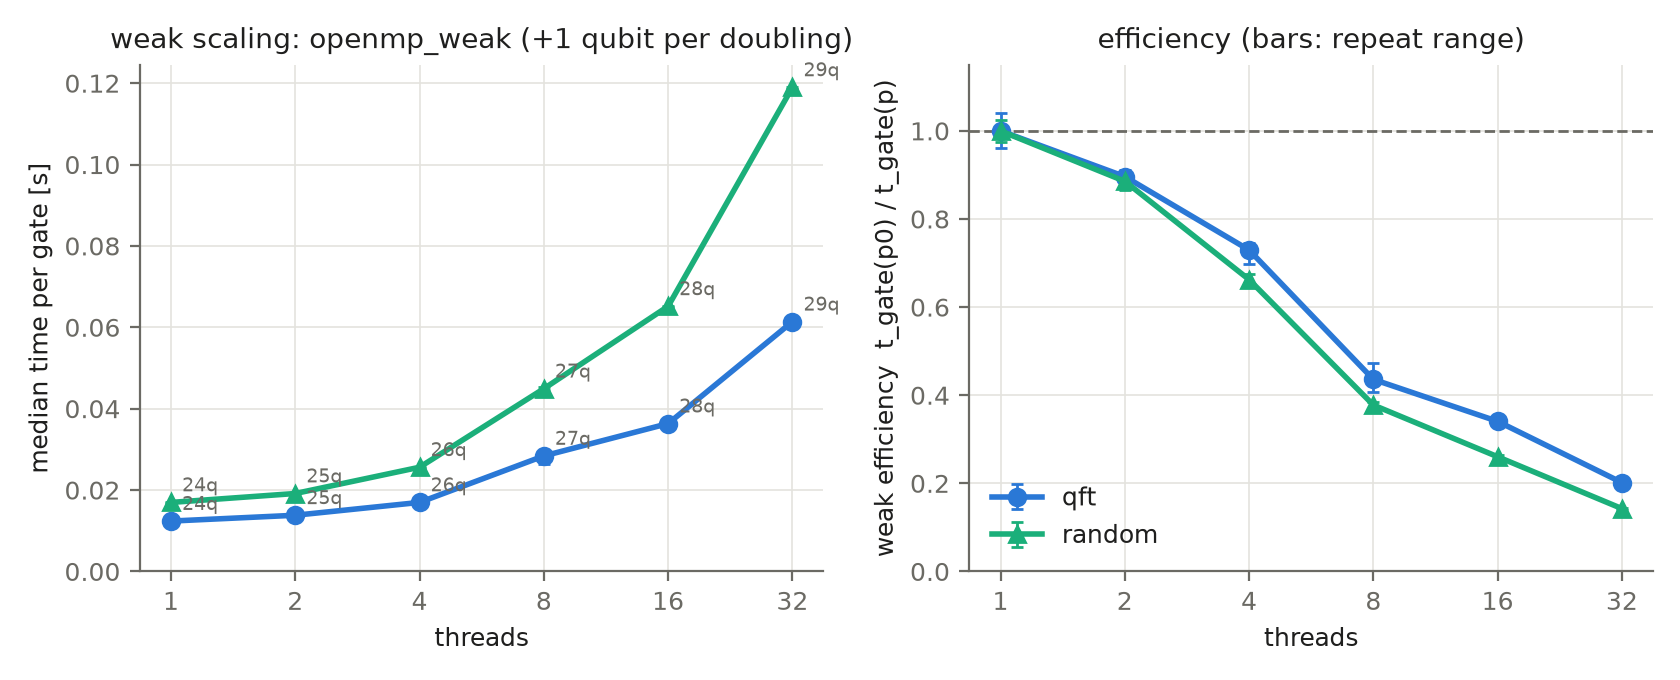 weak scaling: openmp_weak (+1 qubit per doubling)
median time per gate [s]
0.12
0.10
0.08
0.06
0.04
0.02
0.00
24q
24q
25q
25q
26q
26q
27q
27q
28q
28q
29q
29q
1 2 4 8 16 32
threads
efficiency (bars: repeat range)
weak efficiency t_gate(p0) / t_gate(p)
1.0
0.8
0.6
0.4
0.2
0.0
qft
random
1 2 4 8 16 32
threads